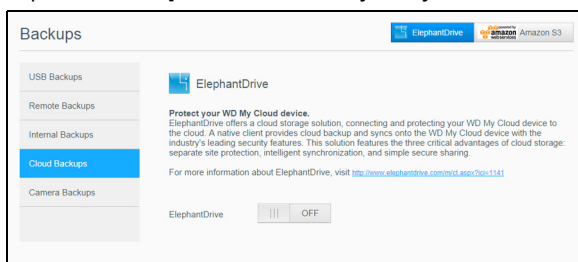 Backups
ElephantDrive
powered by
amazon
webservices
Amazon S3
USB Backups
Remote Backups
Internal Backups
Cloud Backups
Camera Backups
ElephantDrive
Protect your WD My Cloud device.
ElephantDrive offers a cloud storage solution, connecting and protecting your WD My Cloud device to
the cloud. A native client provides cloud backup and syncs onto the WD My Cloud device with the
industry's leading security features. This solution features the three critical advantages of cloud storage:
separate site protection, intelligent synchronization, and simple secure sharing.
For more information about ElephantDrive, visit http://www.elephantdrive.com/m/ct.aspx?ici=1141
ElephantDrive
OFF